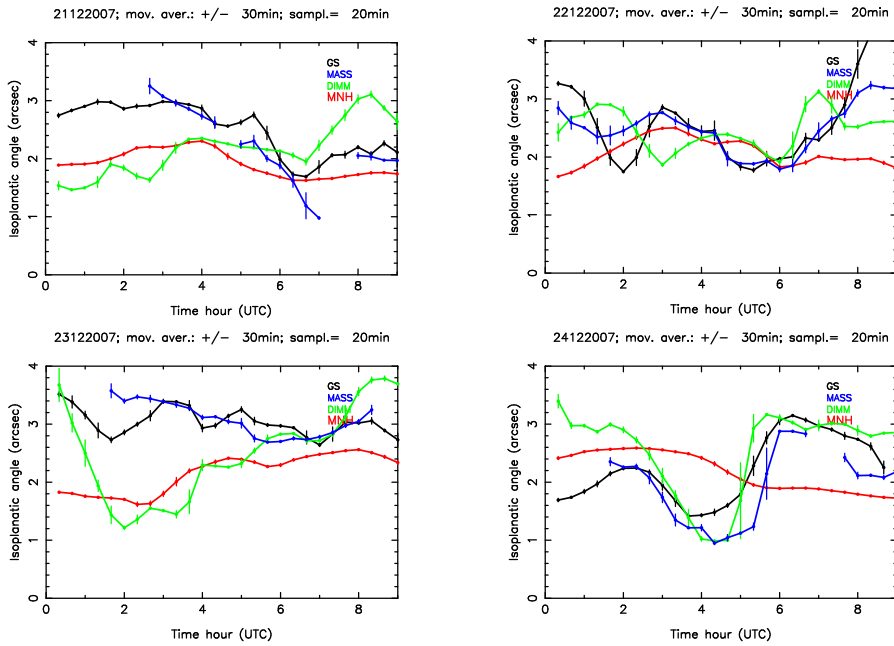 21122007; mov. aver.: +/− 30min; sampl.= 20min
Isoplanatic angle (arcsec)
4
3
2
1
0
GS
MASS
DIMM
MNH
0 2 4 6 8
Time hour (UTC)
22122007; mov. aver.: +/− 30min; sampl.= 20min
Isoplanatic angle (arcsec)
4
3
2
1
0
GS
MASS
DIMM
MNH
0 2 4 6 8
Time hour (UTC)
23122007; mov. aver.: +/− 30min; sampl.= 20min
Isoplanatic angle (arcsec)
4
3
2
1
0
GS
MASS
DIMM
MNH
0 2 4 6 8
Time hour (UTC)
24122007; mov. aver.: +/− 30min; sampl.= 20min
Isoplanatic angle (arcsec)
4
3
2
1
0
GS
MASS
DIMM
MNH
0 2 4 6 8
Time hour (UTC)